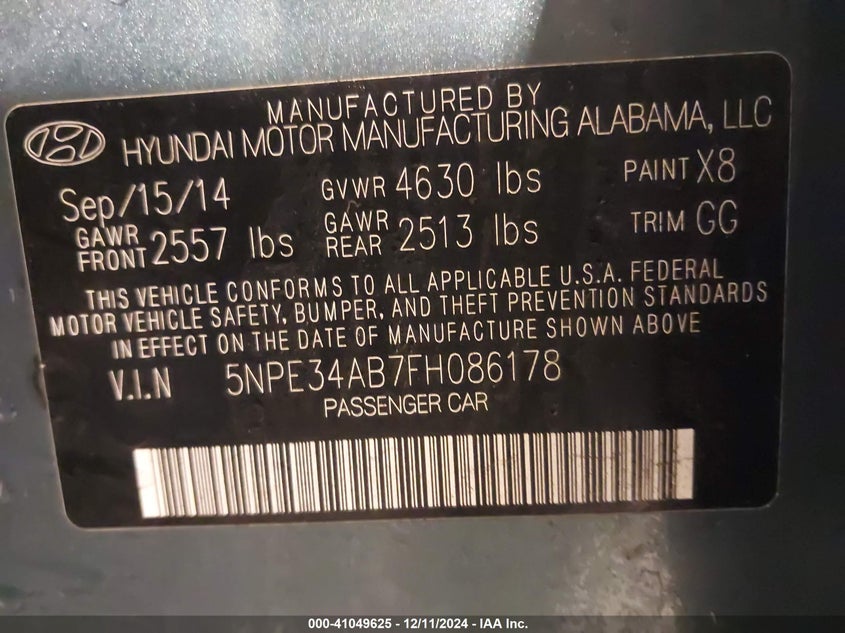 MANUFACTURED BY
HYUNDAI MOTOR MANUFACTURING ALABAMA, LLC
Sep/15/14 GVWR 4630 lbs PAINT X8
GAWR FRONT 2557 lbs GAWR REAR 2513 lbs TRIM GG
THIS VEHICLE CONFORMS TO ALL APPLICABLE U.S.A. FEDERAL
MOTOR VEHICLE SAFETY, BUMPER, AND THEFT PREVENTION STANDARDS
IN EFFECT ON THE DATE OF MANUFACTURE SHOWN ABOVE
V.I.N 5NPE34AB7FH086178
PASSENGER CAR
000-41049625 - 12/11/2024 - IAA Inc.